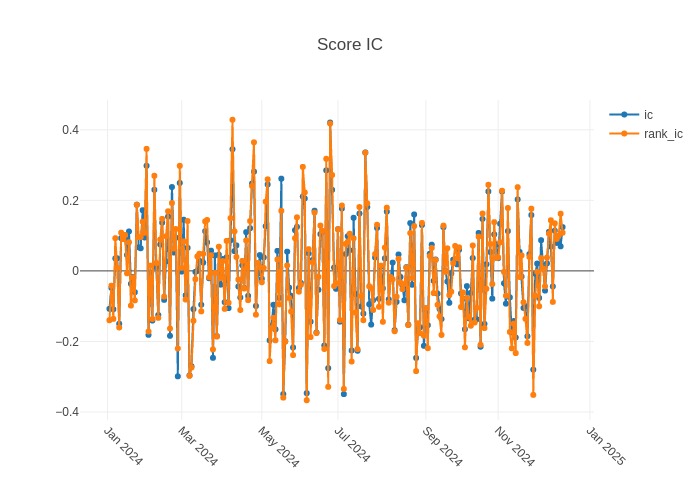 Score IC
ic
rank_ic
0.4
0.2
0
−0.2
−0.4
Jan 2024
Mar 2024
May 2024
Jul 2024
Sep 2024
Nov 2024
Jan 2025